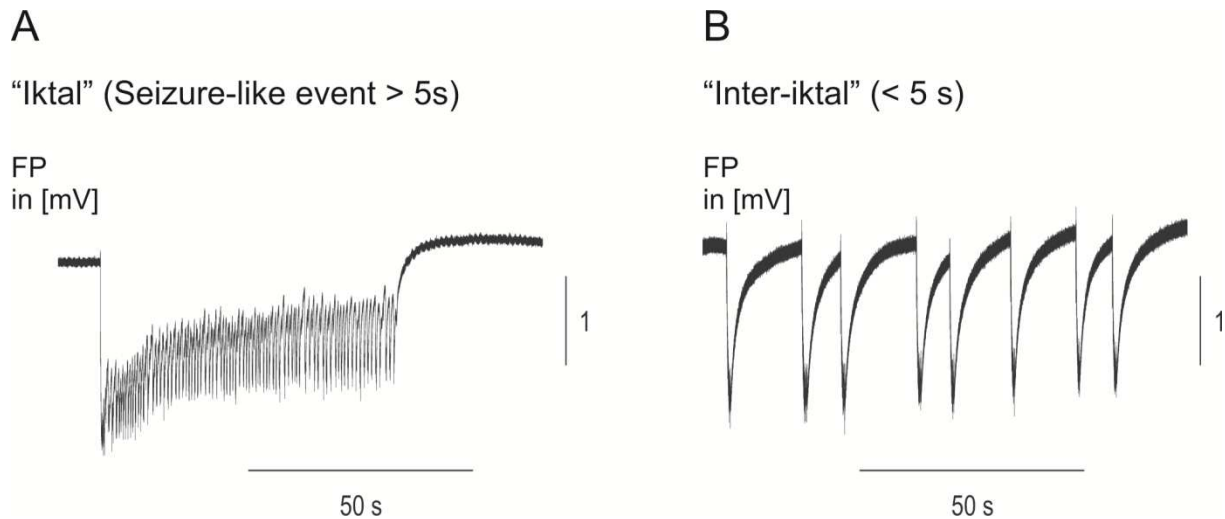 A
“Iktal” (Seizure-like event > 5s)
FP
in [mV]
1
50 s
B
“Inter-iktal” (< 5 s)
FP
in [mV]
1
50 s